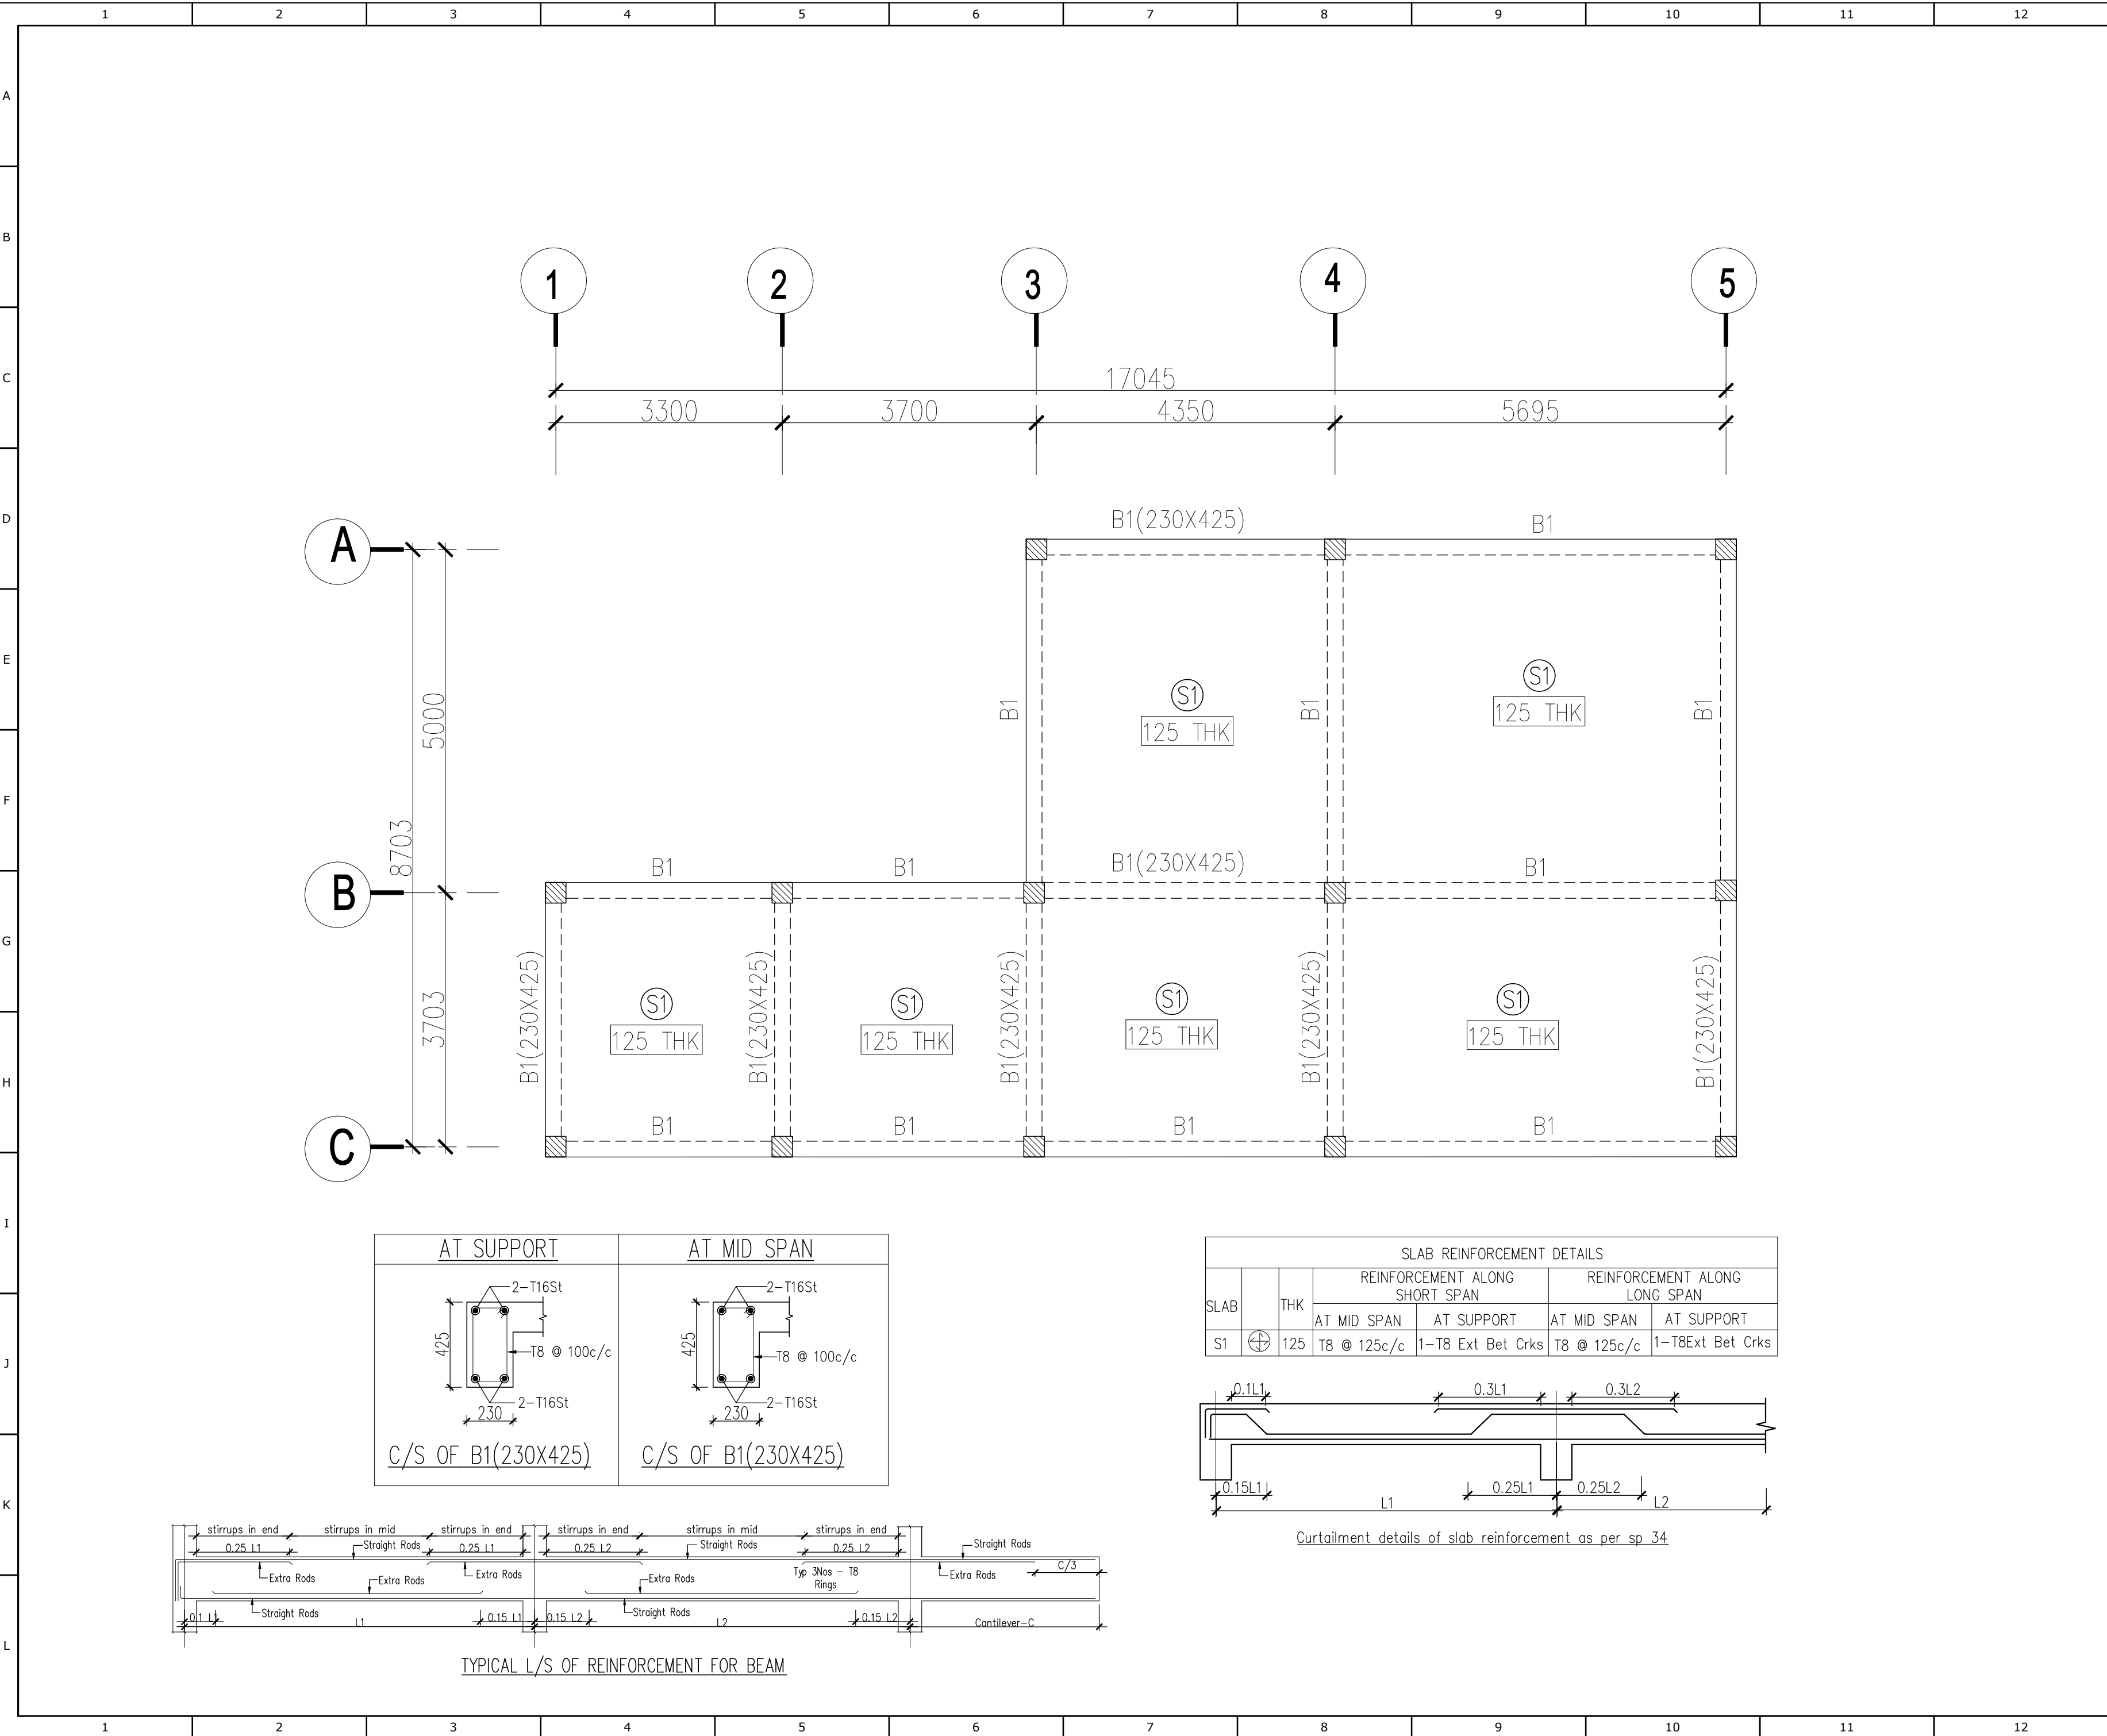 1 2 3 4 5 6 7 8 9 10 11 12
A
B
C
D
E
F
G
H
I
J
K
L
1 2 3 4 5
17045
3300 3700 4350 5695
A
B
C
5000
8703
3703
B1(230X425) B1
B1 B1 B1
S1
125 THK
S1
125 THK
B1 B1 B1(230X425) B1
B1(230X425) B1(230X425) B1(230X425) B1(230X425) B1(230X425)
S1
125 THK
S1
125 THK
S1
125 THK
S1
125 THK
B1 B1 B1 B1
AT SUPPORT
2-T16St
425
T8 @ 100c/c
2-T16St
230
C/S OF B1(230X425)
AT MID SPAN
2-T16St
425
T8 @ 100c/c
2-T16St
230
C/S OF B1(230X425)
SLAB REINFORCEMENT DETAILS
SLAB
THK
REINFORCEMENT ALONG
SHORT SPAN
REINFORCEMENT ALONG
LONG SPAN
AT MID SPAN AT SUPPORT AT MID SPAN AT SUPPORT
S1 125 T8 @ 125c/c 1-T8 Ext Bet Crks T8 @ 125c/c 1-T8Ext Bet Crks
0.1L1 0.3L1 0.3L2
0.15L1 0.25L1 0.25L2
L1 L2
Curtailment details of slab reinforcement as per sp 34
stirrups in end stirrups in mid stirrups in end stirrups in end stirrups in mid stirrups in end
0.25 L1 Straight Rods 0.25 L1 0.25 L2 Straight Rods 0.25 L2 Straight Rods
Extra Rods Extra Rods Extra Rods Extra Rods Typ 3Nos - T8
Rings
Extra Rods C/3
0.1 L1 Straight Rods L1 0.15 L1 0.15 L2 Straight Rods L2 0.15 L2 Cantilever-C
TYPICAL L/S OF REINFORCEMENT FOR BEAM
1 2 3 4 5 6 7 8 9 10 11 12